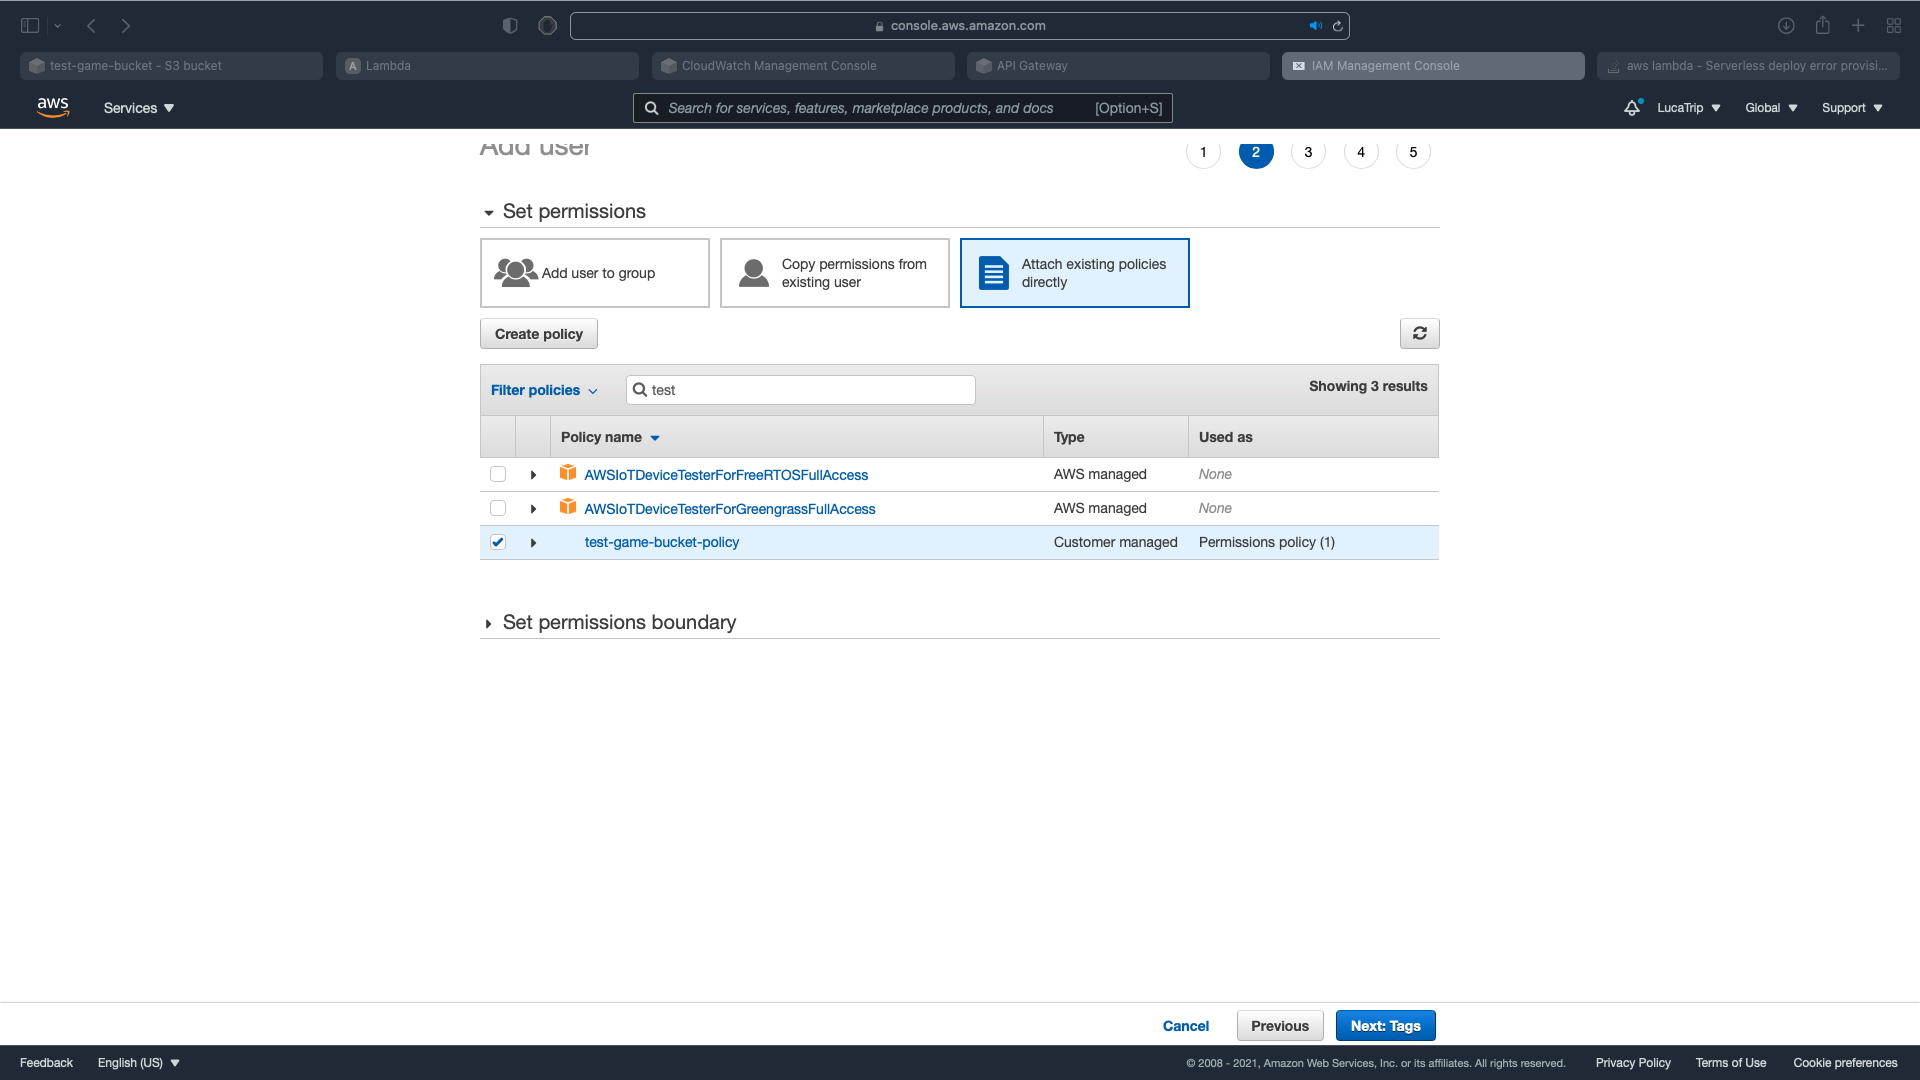 console.aws.amazon.com
test-game-bucket - S3 bucket
A Lambda
CloudWatch Management Console
API Gateway
IAM Management Console
aws lambda - Serverless deploy error provisi...
aws
Services
Search for services, features, marketplace products, and docs [Option+S]
LucaTrip
Global
Support
Add user
1 2 3 4 5
Set permissions
Add user to group
Copy permissions from
existing user
Attach existing policies
directly
Create policy
Filter policies
test
Showing 3 results
Policy name Type Used as
AWSIoTDeviceTesterForFreeRTOSFullAccess AWS managed None
AWSIoTDeviceTesterForGreengrassFullAccess AWS managed None
test-game-bucket-policy Customer managed Permissions policy (1)
Set permissions boundary
Cancel Previous Next: Tags
Feedback English (US) © 2008 - 2021, Amazon Web Services, Inc. or its affiliates. All rights reserved. Privacy Policy Terms of Use Cookie preferences